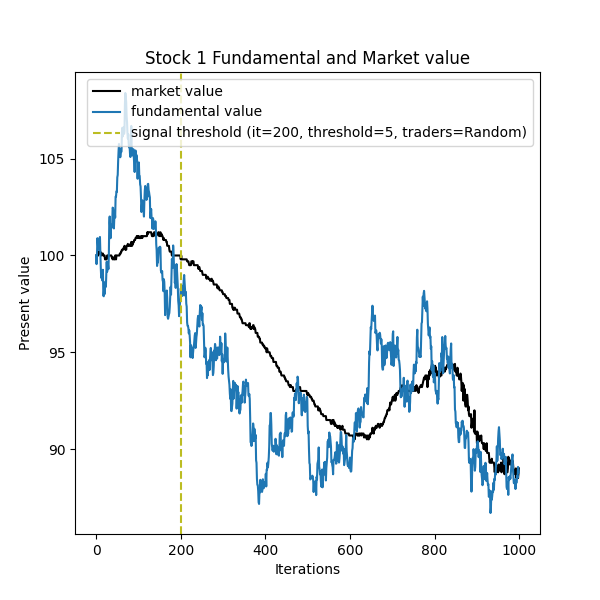 Stock 1 Fundamental and Market value
market value
fundamental value
signal threshold (it=200, threshold=5, traders=Random)
105
100
95
90
Present value
0 200 400 600 800 1000
Iterations